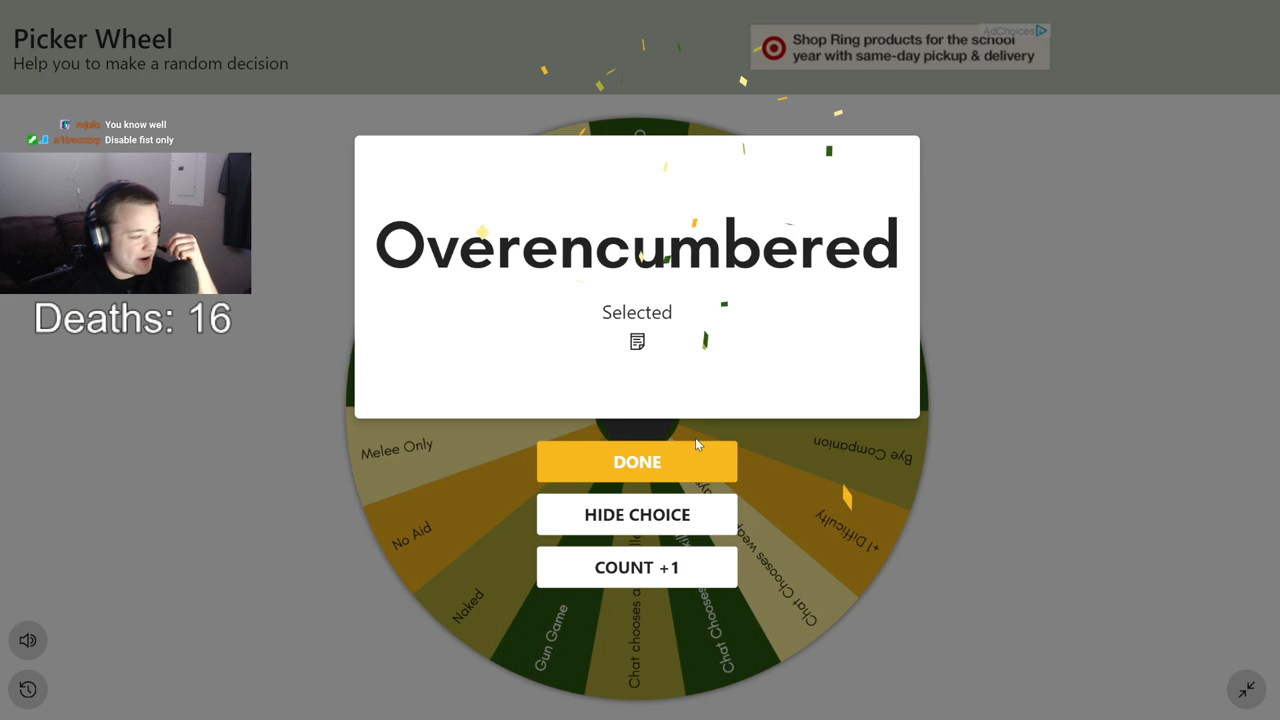 Picker Wheel
Help you to make a random decision
AdChoices
Shop Ring products for the school
year with same-day pickup & delivery
You know well
Disable fist only
Deaths: 16
Overencumbered
Selected
DONE
HIDE CHOICE
COUNT +1
Melee Only
No Aid
Naked
Gun Game
Chat chooses a
Chat Chooses
Chat Chooses weap
+1 Difficulty
Bye Companion